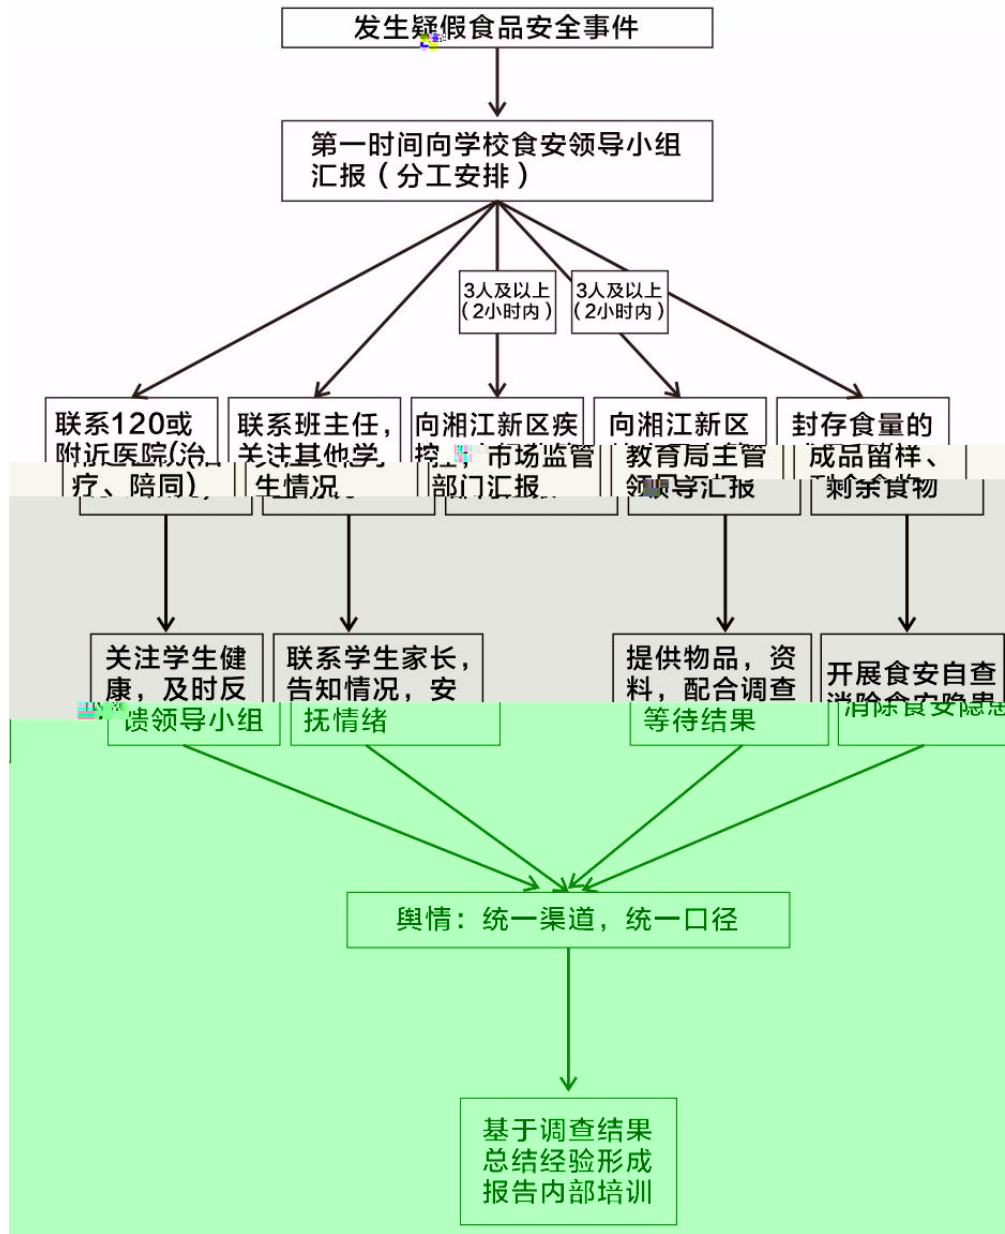 发生疑假食品安全事件
第一时间向学校食安领导小组
汇报（分工安排）
3人及以上
（2小时内）
3人及以上
（2小时内）
联系120或
附近医院(治
疗、陪同)
联系班主任，
关注其他学
生情况。
向湘江新区疾
控 市场监管
部门汇报
向湘江新区
教育局主管
领导汇报
封存食量的
成品留样、
剩余食物
关注学生健
康，及时反
馈领导小组
联系学生家长，
告知情况，安
抚情绪
提供物品，资
料，配合调查
等待结果
开展食安自查
消除食安隐患
舆情：统一渠道，统一口径
基于调查结果
总结经验形成
报告内部培训